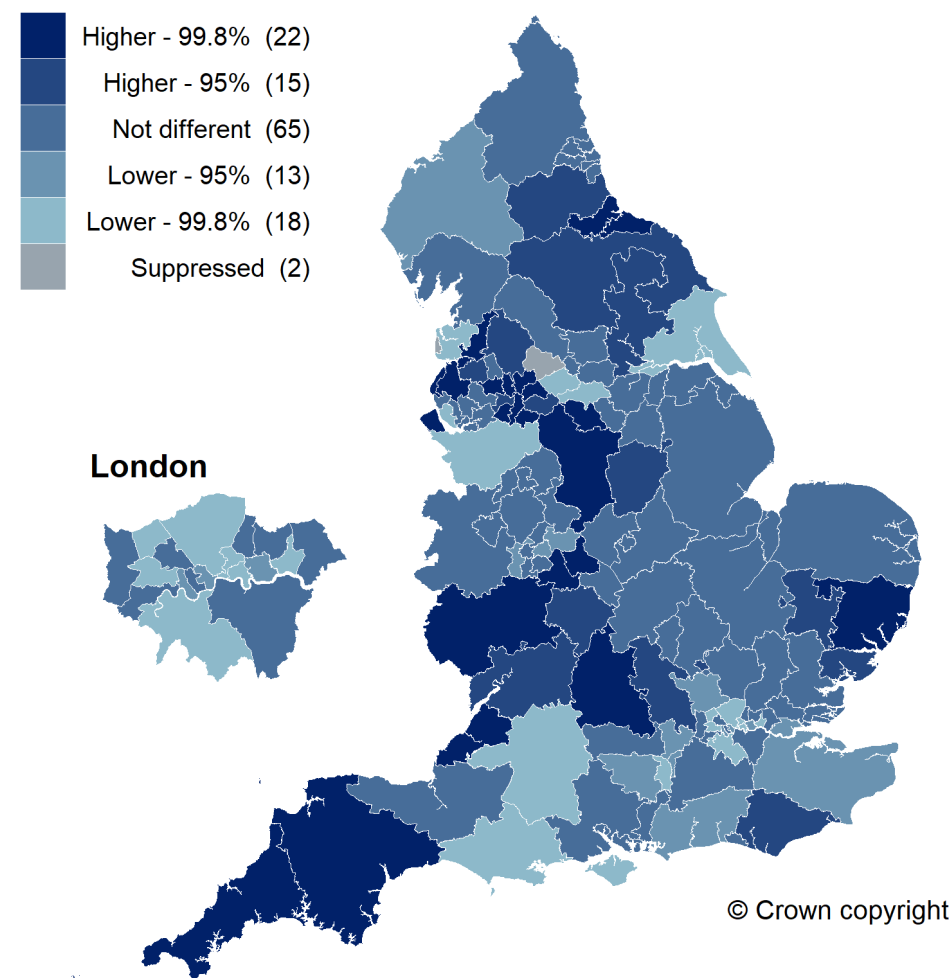 Higher - 99.8% (22)
Higher - 95% (15)
Not different (65)
Lower - 95% (13)
Lower - 99.8% (18)
Suppressed (2)
London
© Crown copyright